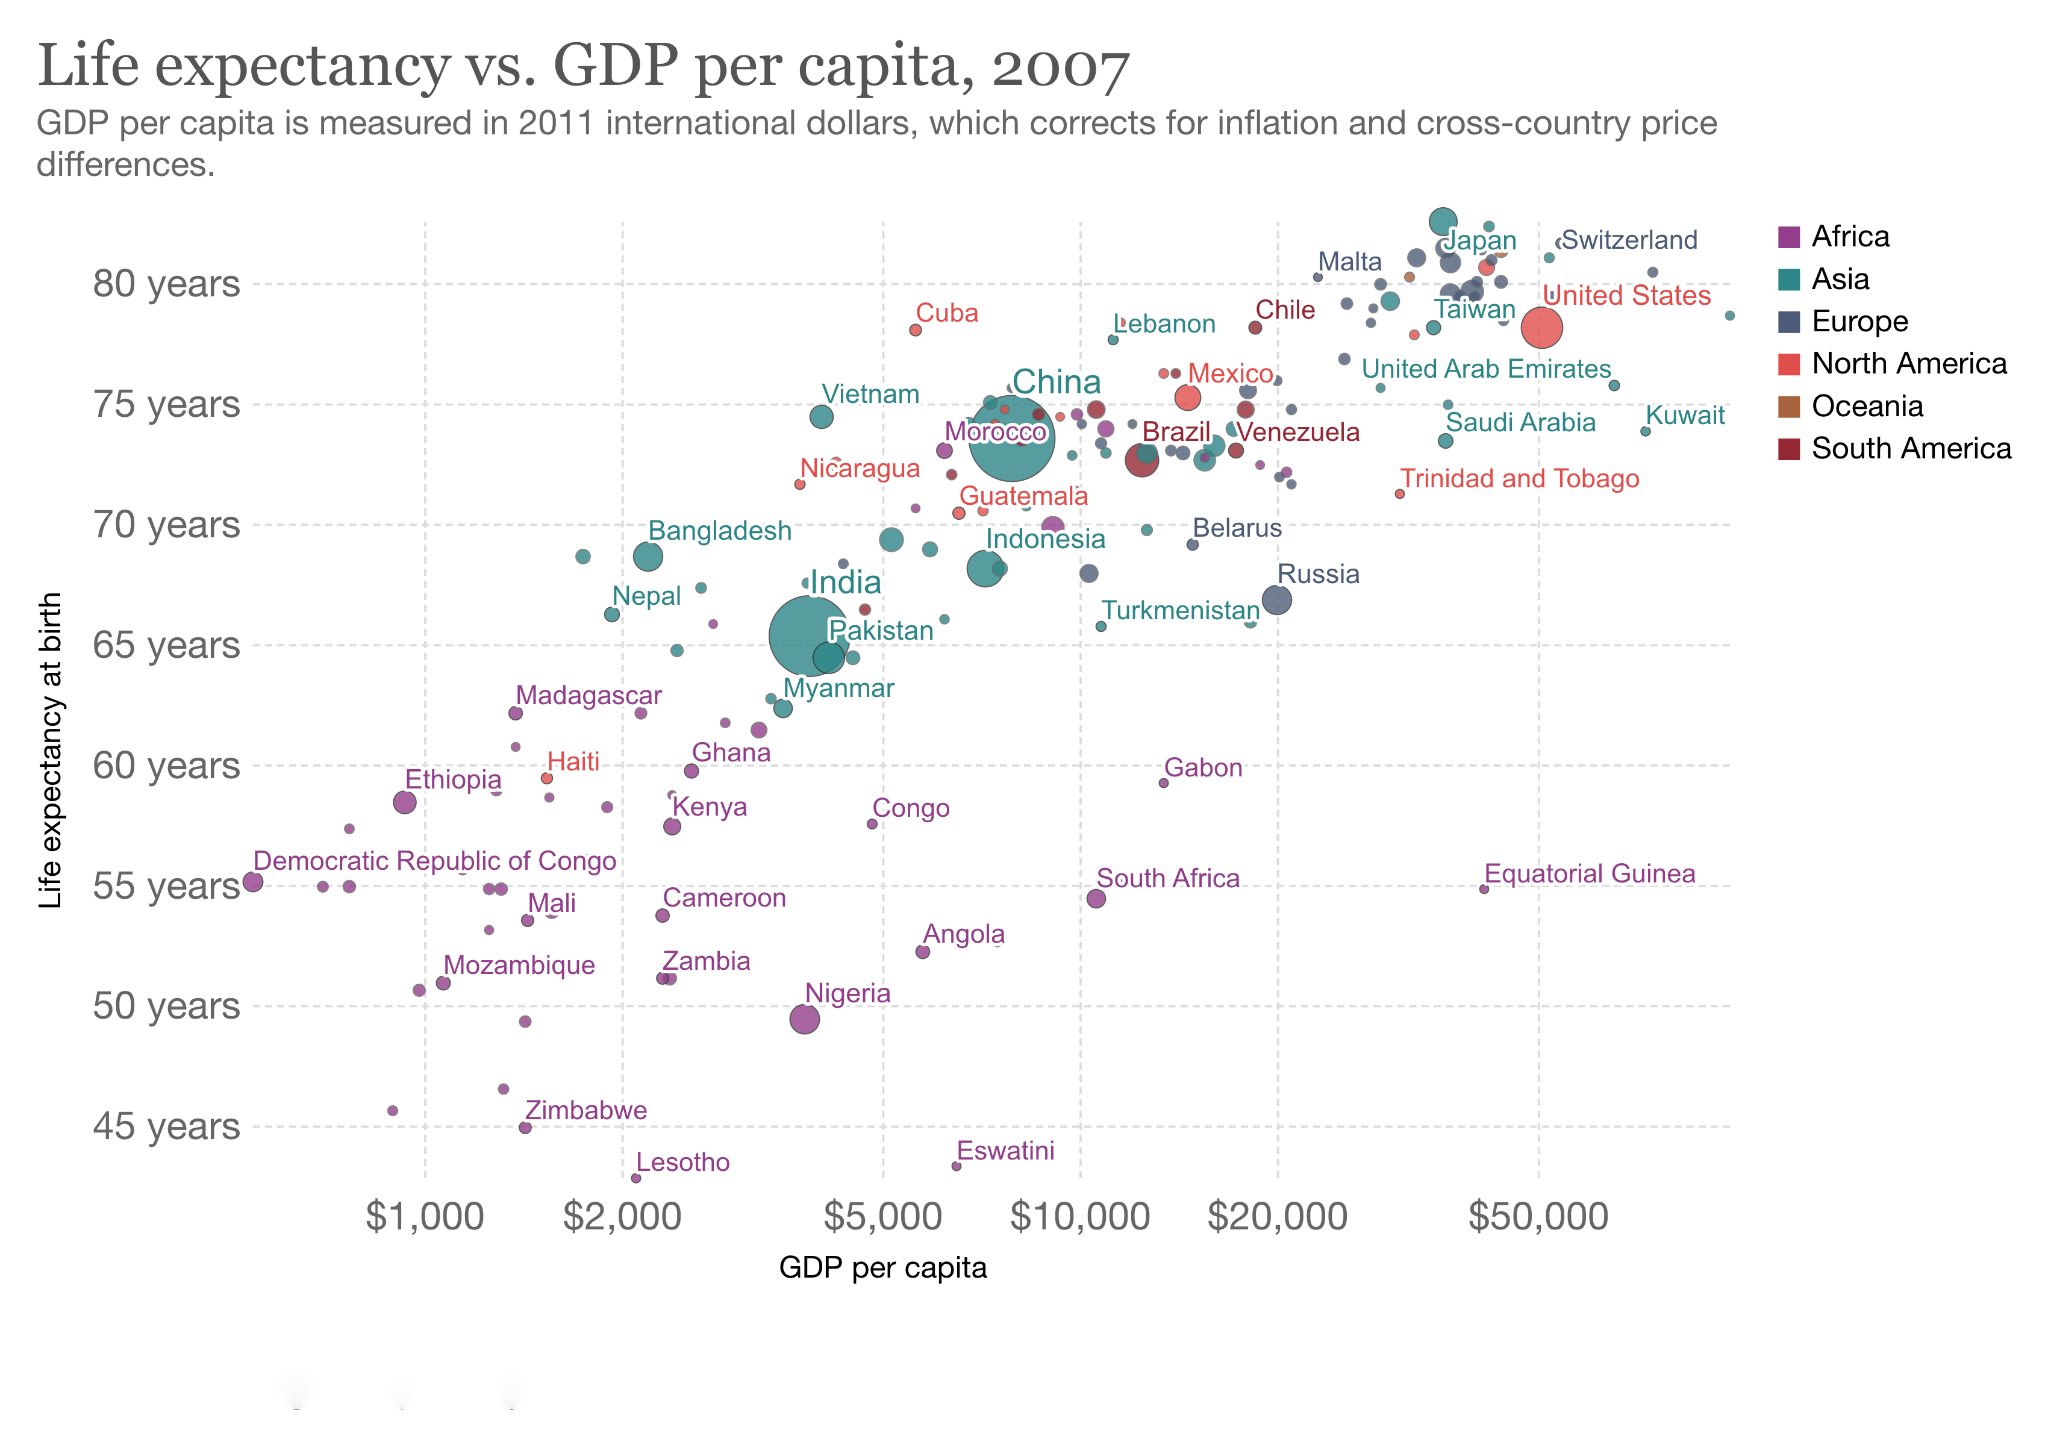 Life expectancy vs. GDP per capita, 2007
GDP per capita is measured in 2011 international dollars, which corrects for inflation and cross-country price
differences.
Africa
Asia
Europe
North America
Oceania
South America
Life expectancy at birth
80 years
75 years
70 years
65 years
60 years
55 years
50 years
45 years
Japan
Switzerland
Malta
United States
Cuba
Chile
Taiwan
Lebanon
United Arab Emirates
Mexico
China
Vietnam
Kuwait
Saudi Arabia
Morocco
Brazil
Venezuela
Nicaragua
Trinidad and Tobago
Guatemala
Bangladesh
Indonesia
Belarus
India
Russia
Nepal
Turkmenistan
Pakistan
Myanmar
Madagascar
Ghana
Haiti
Gabon
Ethiopia
Kenya
Congo
Democratic Republic of Congo
Equatorial Guinea
South Africa
Cameroon
Mali
Angola
Zambia
Mozambique
Nigeria
Zimbabwe
Eswatini
Lesotho
$1,000
$2,000
$5,000
$10,000
$20,000
$50,000
GDP per capita